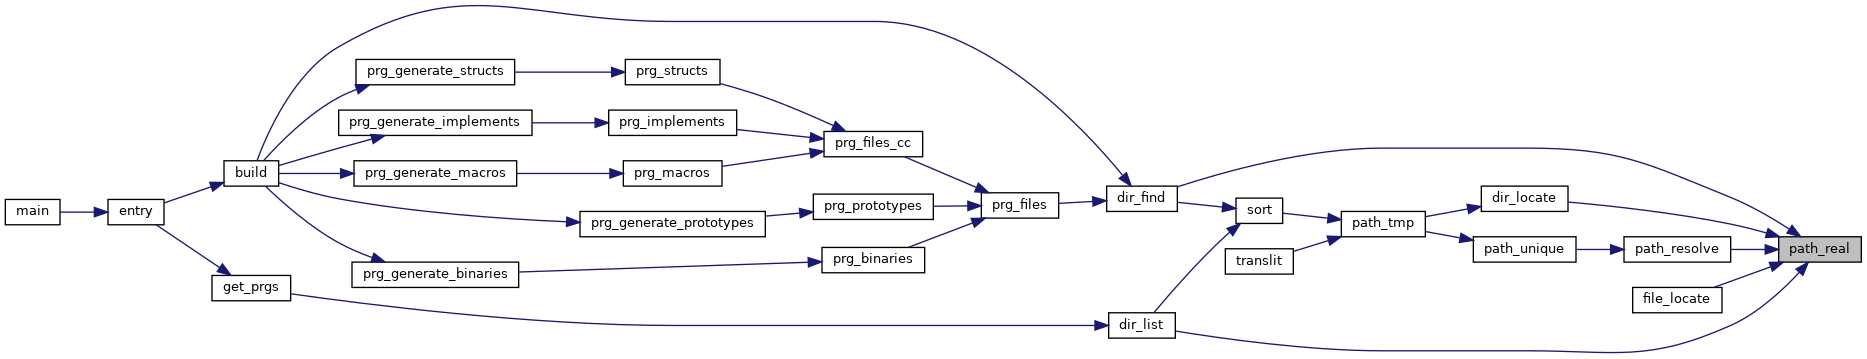 main
entry
build
get_prgs
prg_generate_structs
prg_generate_implements
prg_generate_macros
prg_generate_prototypes
prg_generate_binaries
prg_structs
prg_implements
prg_macros
prg_prototypes
prg_binaries
prg_files_cc
prg_files
dir_find
dir_list
sort
translit
path_tmp
dir_locate
path_unique
path_resolve
file_locate
path_real